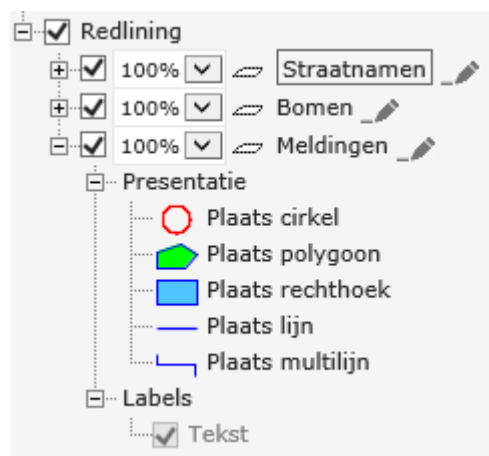 Redlining
100% Straatnamen
100% Bomen
100% Meldingen
Presentatie
Plaats cirkel
Plaats polygoon
Plaats rechthoek
Plaats lijn
Plaats multilijn
Labels
Tekst